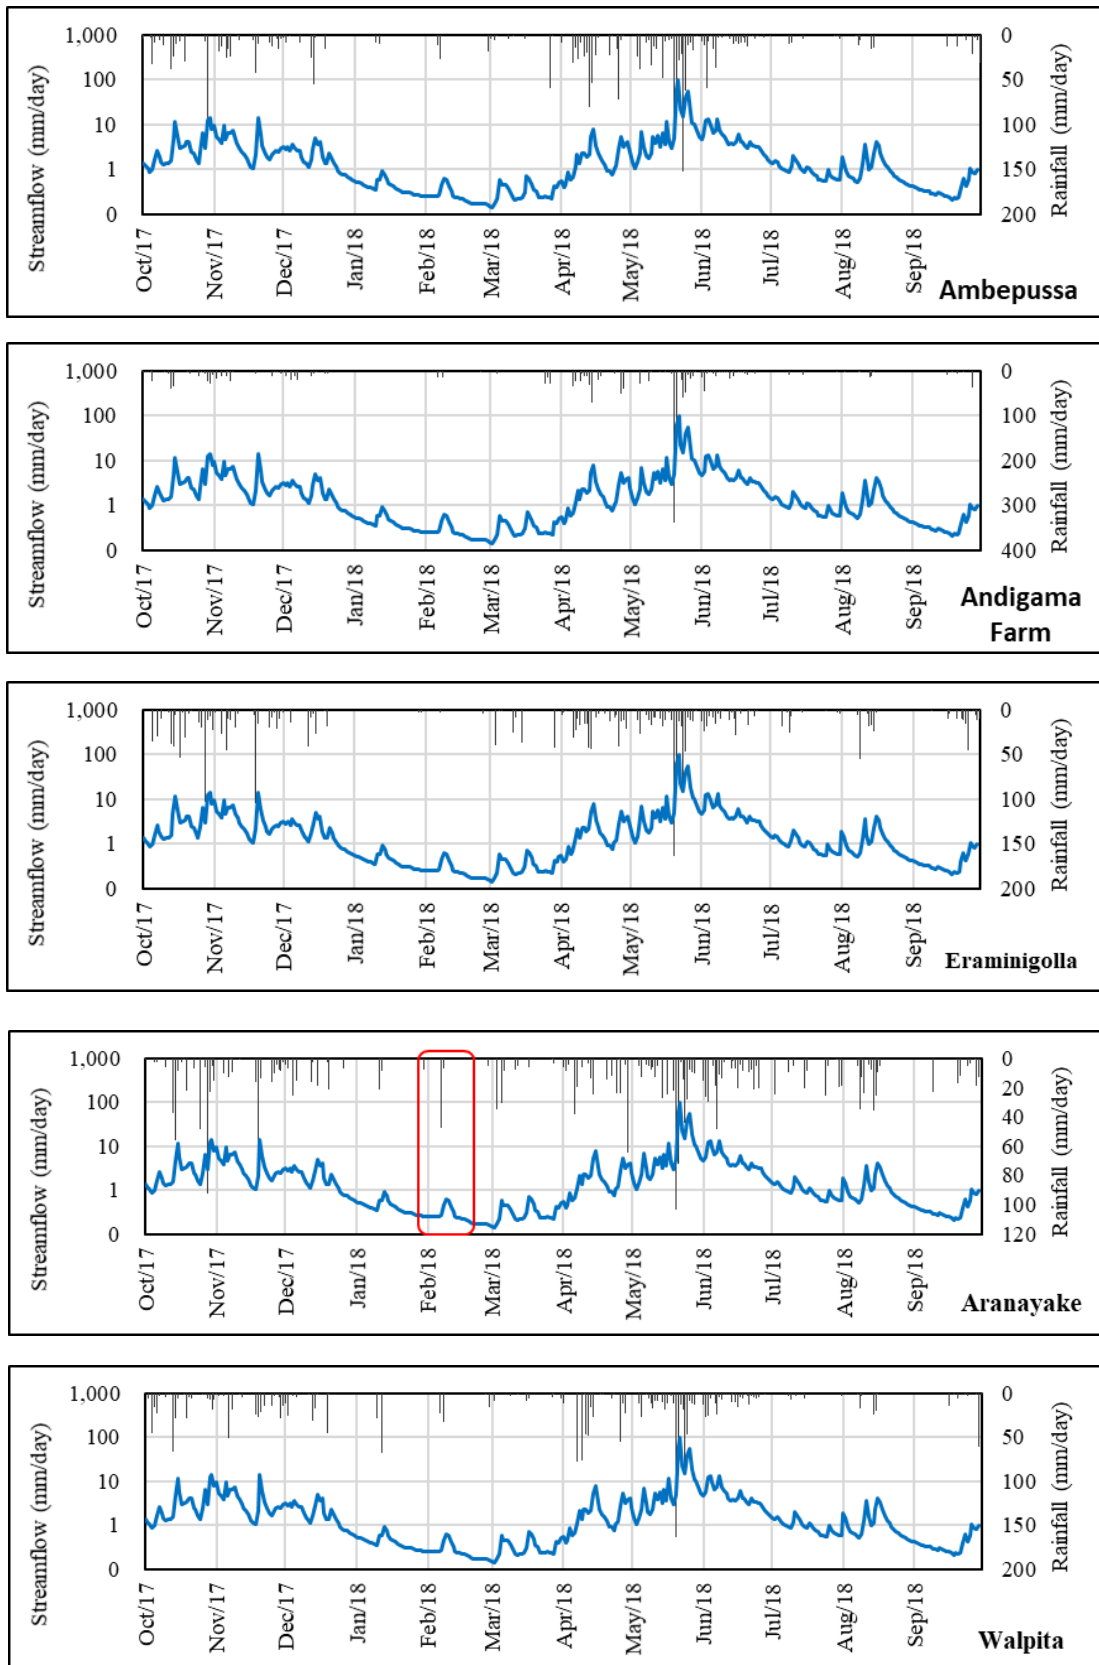 Streamflow (mm/day)
1,000
100
10
1
0
0
50
100
150
200
Rainfall (mm/day)
Oct/17
Nov/17
Dec/17
Jan/18
Feb/18
Mar/18
Apr/18
May/18
Jun/18
Jul/18
Aug/18
Sep/18
Ambepussa
Streamflow (mm/day)
1,000
100
10
1
0
0
100
200
300
400
Rainfall (mm/day)
Oct/17
Nov/17
Dec/17
Jan/18
Feb/18
Mar/18
Apr/18
May/18
Jun/18
Jul/18
Aug/18
Sep/18
Andigama
Farm
Streamflow (mm/day)
1,000
100
10
1
0
0
50
100
150
200
Rainfall (mm/day)
Oct/17
Nov/17
Dec/17
Jan/18
Feb/18
Mar/18
Apr/18
May/18
Jun/18
Jul/18
Aug/18
Sep/18
Eraminigolla
Streamflow (mm/day)
1,000
100
10
1
0
0
20
40
60
80
100
120
Rainfall (mm/day)
Oct/17
Nov/17
Dec/17
Jan/18
Feb/18
Mar/18
Apr/18
May/18
Jun/18
Jul/18
Aug/18
Sep/18
Aranayake
Streamflow (mm/day)
1,000
100
10
1
0
0
50
100
150
200
Rainfall (mm/day)
Oct/17
Nov/17
Dec/17
Jan/18
Feb/18
Mar/18
Apr/18
May/18
Jun/18
Jul/18
Aug/18
Sep/18
Walpita